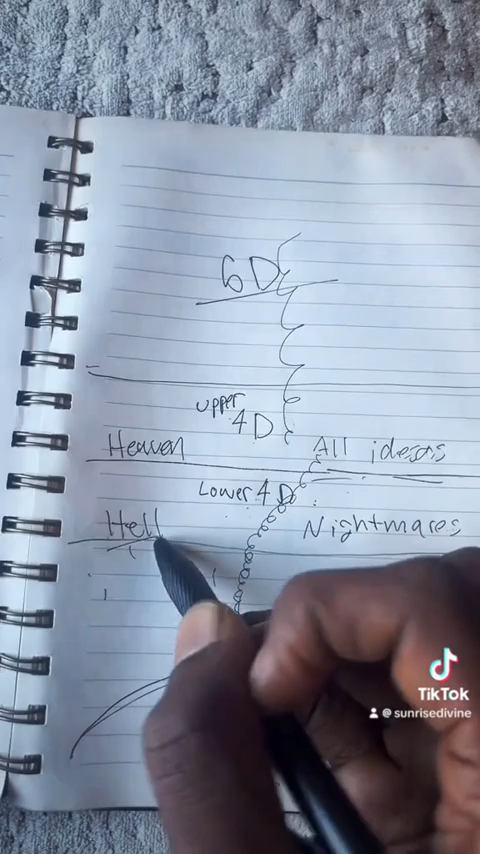 6D
Upper
4D
Heaven All ideas
Lower 4D
Hell Nightmares
TikTok
@sunrisedivine